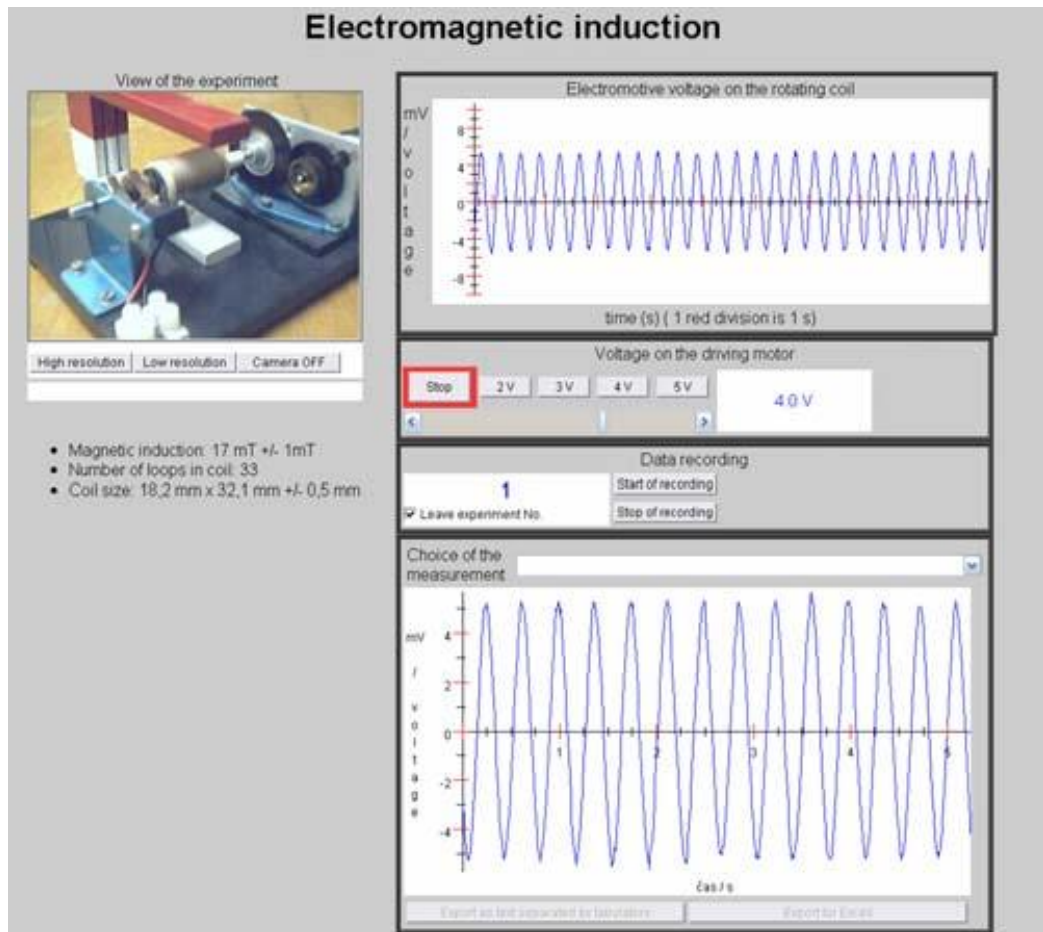 Electromagnetic induction
View of the experiment
High resolution Low resolution Camera OFF
Magnetic induction: 17 mT +/- 1mT
Number of loops in coil: 33
Coil size: 18,2 mm x 32,1 mm +/- 0,5 mm
Electromotive voltage on the rotating coil
mV / voltage
8
4
0
-4
-8
time (s) ( 1 red division is 1 s)
Voltage on the driving motor
Stop 2 V 3 V 4 V 5 V
4.0 V
Data recording
1
Start of recording
Leave experiment No.
Stop of recording
Choice of the
measurement
mV / voltage
4
2
0
-2
-4
1 2 3 4 5
čas / s
Export as text separated by tabulators Export for Excel